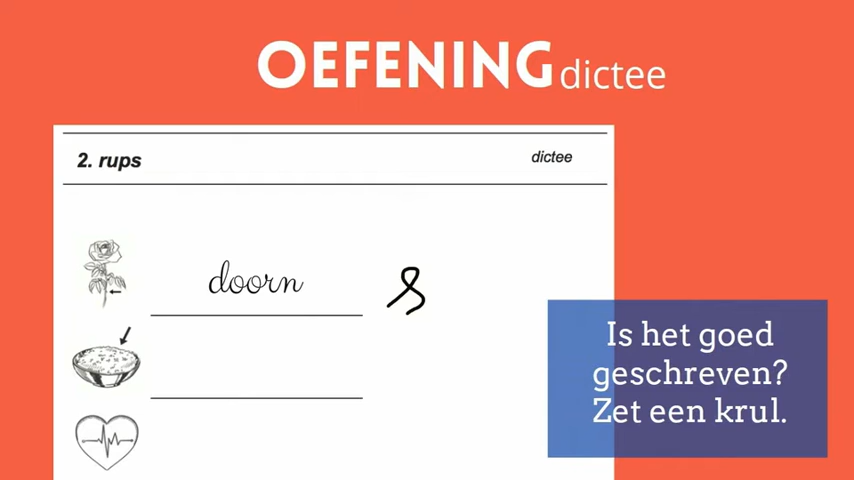 OEFENING dictee
2. rups dictee
doorn
Is het goed
geschreven?
Zet een krul.